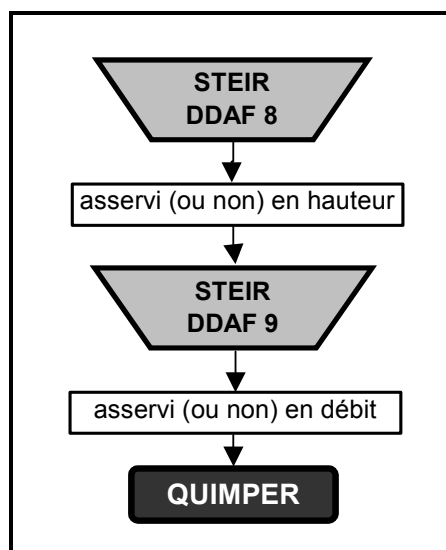 STEIR
DDAF 8
asservi (ou non) en hauteur
STEIR
DDAF 9
asservi (ou non) en débit
QUIMPER